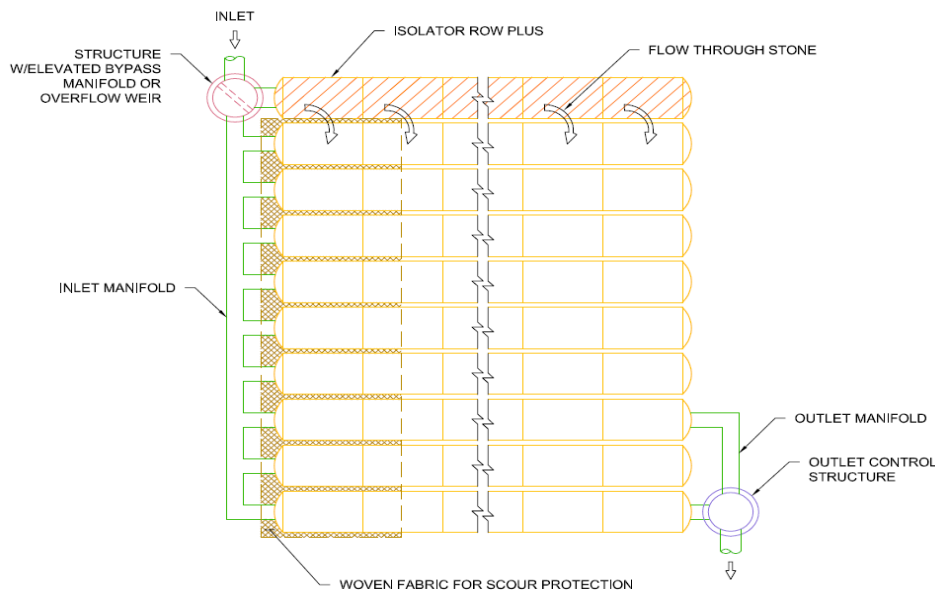 INLET
ISOLATOR ROW PLUS
FLOW THROUGH STONE
STRUCTURE
W/ELEVATED BYPASS
MANIFOLD OR
OVERFLOW WEIR
INLET MANIFOLD
OUTLET MANIFOLD
OUTLET CONTROL
STRUCTURE
WOVEN FABRIC FOR SCOUR PROTECTION